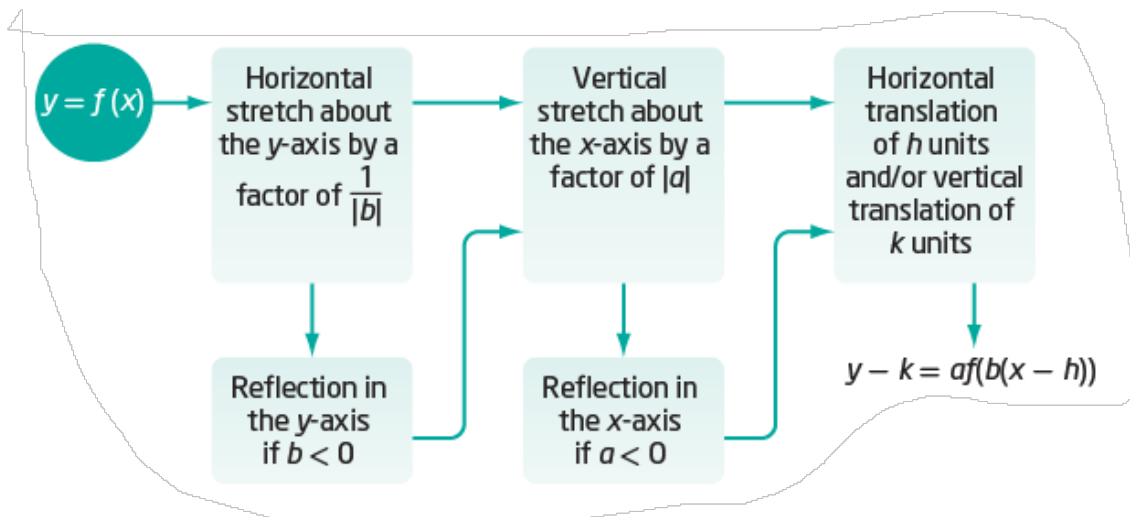 y = f(x)
Horizontal
stretch about
the y-axis by a
factor of 1/|b|
Vertical
stretch about
the x-axis by a
factor of |a|
Horizontal
translation
of h units
and/or vertical
translation of
k units
Reflection in
the y-axis
if b < 0
Reflection in
the x-axis
if a < 0
y – k = af(b(x – h))